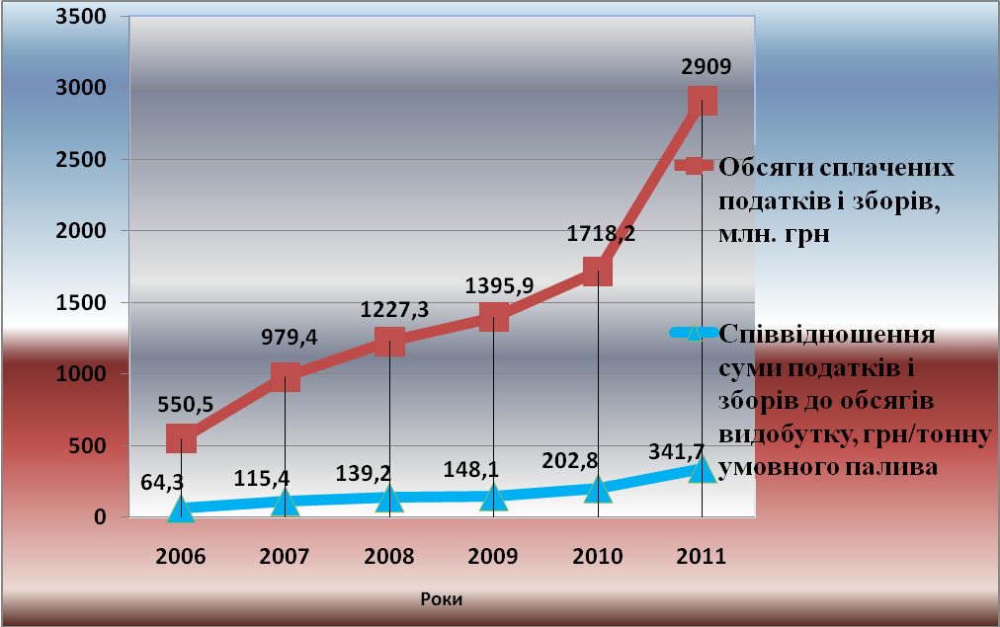 3500
3000
2500
2000
1500
1000
500
0
2909
1718,2
1395,9
1227,3
979,4
550,5
64,3
115,4
139,2
148,1
202,8
341,7
2006 2007 2008 2009 2010 2011
Роки
Обсяги сплачених
податків і зборів,
млн. грн
Співвідношення
суми податків і
зборів до обсягів
видобутку, грн/тонну
умовного палива